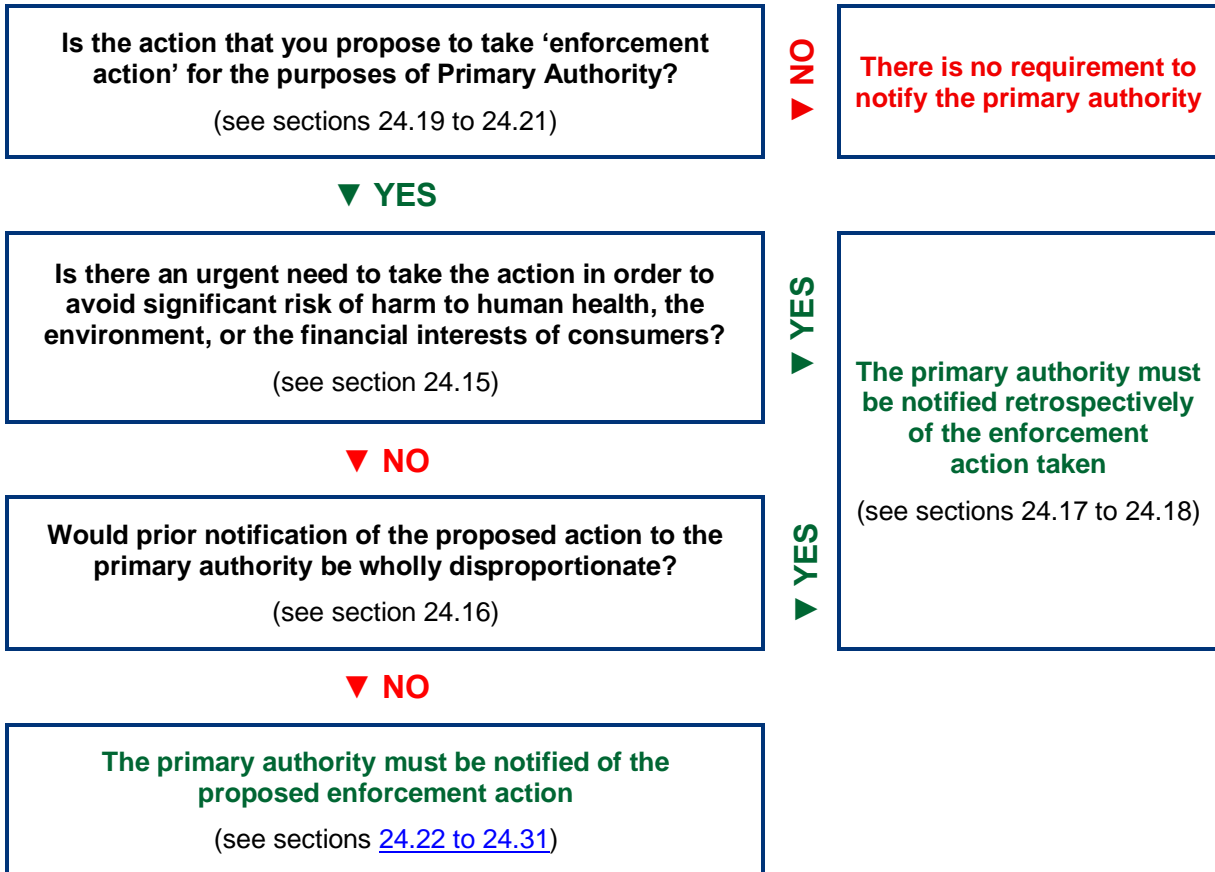 Is the action that you propose to take ‘enforcement
action’ for the purposes of Primary Authority?
(see sections 24.19 to 24.21)
▼ NO
There is no requirement to
notify the primary authority
▼ YES
Is there an urgent need to take the action in order to
avoid significant risk of harm to human health, the
environment, or the financial interests of consumers?
(see section 24.15)
▼ YES
The primary authority must
be notified retrospectively
of the enforcement
action taken
(see sections 24.17 to 24.18)
▼ NO
Would prior notification of the proposed action to the
primary authority be wholly disproportionate?
(see section 24.16)
▼ YES
▼ NO
The primary authority must be notified of the
proposed enforcement action
(see sections 24.22 to 24.31)